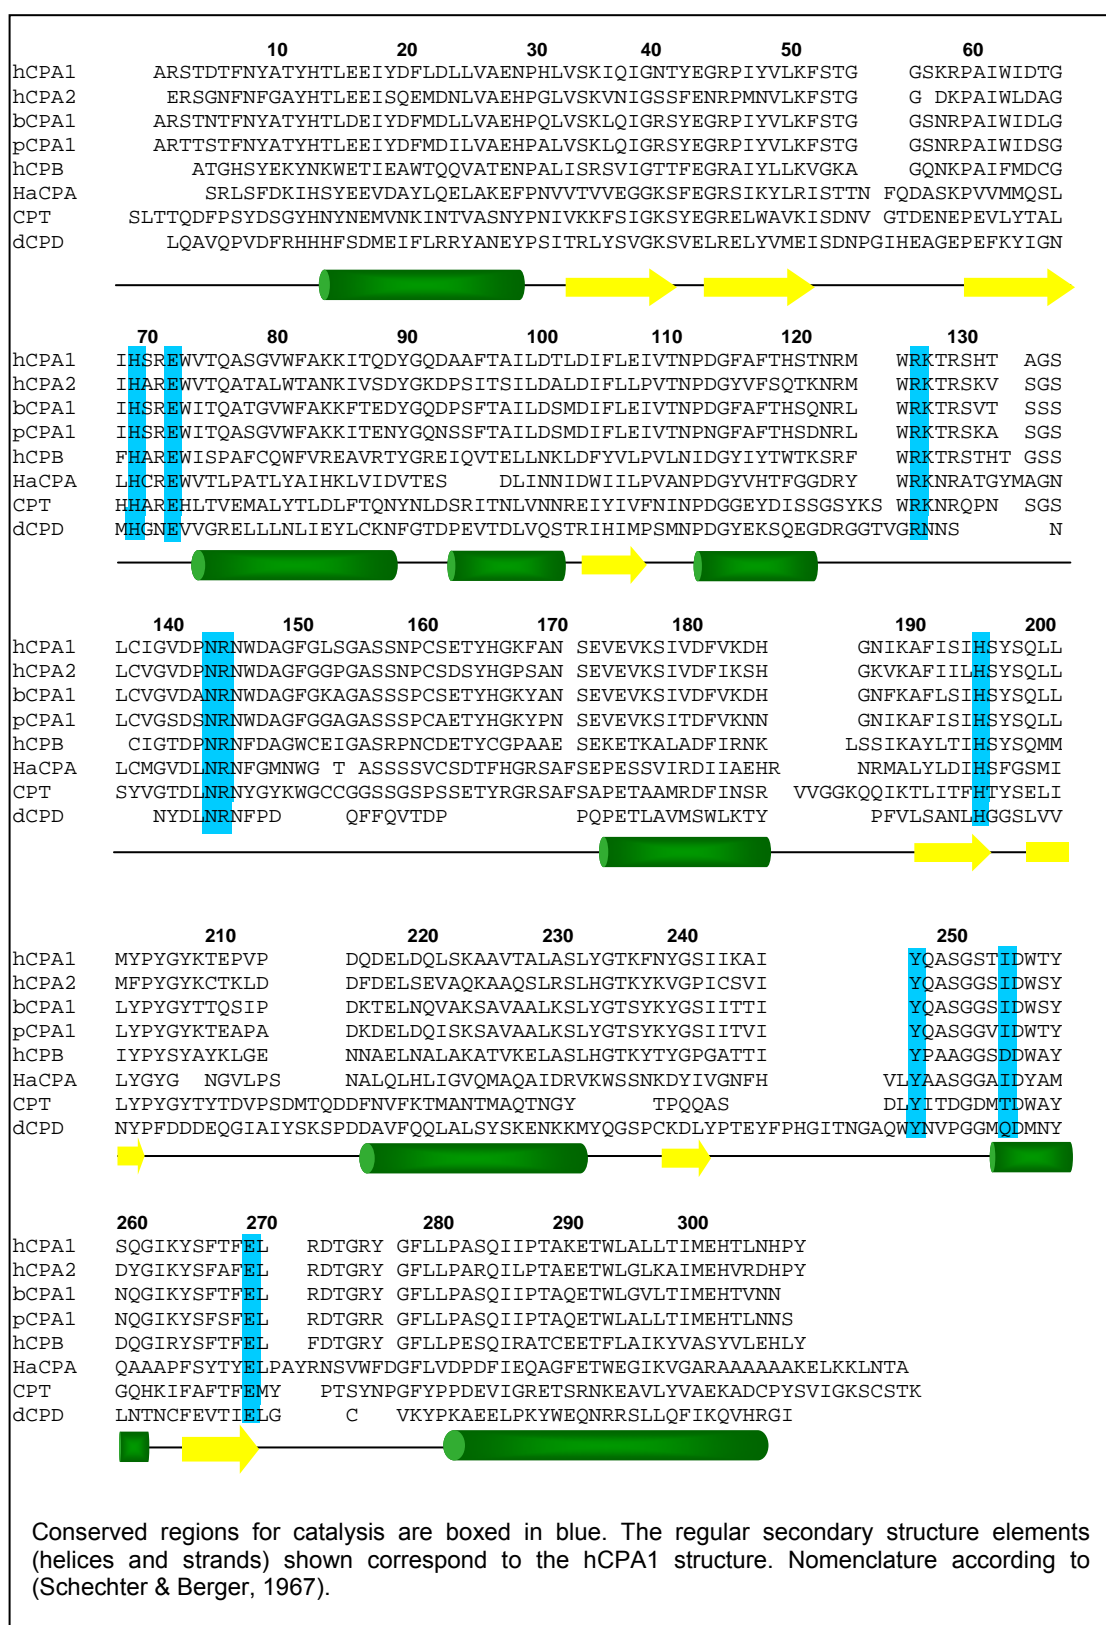 10 20 30 40 50 60
hCPA1 ARSTDTFNYATYHTLEEIYDFLDLLVAENPHLVSKIQIGNTYEGRPIYVLKFSTG GSKRPAIWIDTG
hCPA2 ERSGNFNFGAYHTLEEISQEMDNLVAEHPGLVSKVNIGSSFENRPMNVLKFSTG G DKPAIWLDAG
bCPA1 ARSTNTFNYATYHTLDEIYDFMDLLVAEHPQLVSKLQIGRSYEGRPIYVLKFSTG GSNRPAIWIDLG
pCPA1 ARTTSTFNYATYHTLEEIYDFMDILVAEHPALVSKLQIGRSYEGRPIYVLKFSTG GSNRPAIWIDSG
hCPB ATGHSYEKYNKWETIEAWTQQVATENPALISRSVIGTTFEGRAIYLLKVGKA GQNKPAIFMDCG
HaCPA SRLSFDKIHSYEEVDAYLQELAKEFPNVVTVVEGGKSFEGRSIKYLRISTTN FQDASKPVVMMQSL
CPT SLTTQDFPSYDSGYHNYNEMVNKINTVASNYPNIVKKFSIGKSYEGRELWAVKISDNV GTDENEPEVLYTAL
dCPD LQAVQPVDFRHHHFSDMEIFLRRYANEYPSITRLYSVGKSVELRELYVMEISDNPGIHEAGEPEFKYIGN
70 80 90 100 110 120 130
hCPA1 IHSREWVTQASGVWFAKKITQDYGQDAAFTAILDTLDIFLEIVTNPDGFAFTHSTNRM WRKTRSHT AGS
hCPA2 IHAREWVTQATALWTANKIVSDYGKDPSITSILDALDIFLLPVTNPDGYVFSQTKNRM WRKTRSKV SGS
bCPA1 IHSREWITQATGVWFAKKFTEDYGQDPSFTAILDSMDIFLEIVTNPDGFAFTHSQNRL WRKTRSVT SSS
pCPA1 IHSREWITQASGVWFAKKITENYGQNSSFTAILDSMDIFLEIVTNPNGFAFTHSDNRL WRKTRSKA SGS
hCPB FHAREWISPAFCQWFVREAVRTYGREIQVTELLNKLDFYVLPVLNIDGYIYTWTKSRF WRKTRSTHT GSS
HaCPA LHCREWVTLPATLYAIHKLVIDVTES DLINNIDWIILPVANPDGYVHTFGGDRY WRKNRATGYMAGN
CPT HHAREHLTVEMALYTLDLFTQNYNLDSRITNLVNNREIYIVFNINPDGGEYDISSGSYKS WRKNRQPN SGS
dCPD MHGNEVVGRELLLNLIEYLCKNFGTDPEVTDLVQSTRIHIMPSMNPDGYEKSQEGDRGGTVGRNNS N
140 150 160 170 180 190 200
hCPA1 LCIGVDPNRNWDAGFGLSGASSNPCSETYHGKFAN SEVEVKSIVDFVKDH GNIKAFISIHSYSQLL
hCPA2 LCVGVDPNRNWDAGFGGPGASSNPCSDSYHGPSAN SEVEVKSIVDFIKSH GKVKAFIILHSYSQLL
bCPA1 LCVGVDANRNWDAGFGKAGASSSPCSETYHGKYAN SEVEVKSIVDFVKDH GNFKAFLSIHSYSQLL
pCPA1 LCVGSDSNRNWDAGFGGAGASSSPCAETYHGKYPN SEVEVKSITDFVKNN GNIKAFISIHSYSQLL
hCPB CIGTDPNRNFDAGWCEIGASRPNCDETYCGPAAE SEKETKALADFIRNK LSSIKAYLTIHSYSQMM
HaCPA LCMGVDLNRNFGMNWG T ASSSSVCSDTFHGRSAFSEPESSVIRDIIAEHR NRMALYLDIHSFGSMI
CPT SYVGTDLNRNYGYKWGCCGGSSGSPSSETYRGRSAFSAPETAAMRDFINSR VVGGKQQIKTLITFHTYSELI
dCPD NYDLNRNFPD QFFQVTDP PQPETLAVMSWLKTY PFVLSANLHGGSLVV
210 220 230 240 250
hCPA1 MYPYGYKTEPVP DQDELDQLSKAAVTALASLYGTKFNYGSIIKAI YQASGSTIDWTY
hCPA2 MFPYGYKCTKLD DFDELSEVAQKAAQSLRSLHGTKYKVGPICSVI YQASGGSIDWSY
bCPA1 LYPYGYTTQSIP DKTELNQVAKSAVAALKSLYGTSYKYGSIITTI YQASGGSIDWSY
pCPA1 LYPYGYKTEAPA DKDELDQISKSAVAALKSLYGTSYKYGSIITVI YQASGGVIDWTY
hCPB IYPYSYAYKLGE NNAELNALAKATVKELASLHGTKYTYGPGATTI YPAAGGSDDWAY
HaCPA LYGYG NGVLPS NALQLHLIGVQMAQAIDRVKWSSNKDYIVGNFH VLYAASGGAIDYAM
CPT LYPYGYTYTDVPSDMTQDDFNVFKTMANTMAQTNGY TPQQAS DLYITDGDMTDWAY
dCPD NYPFDDDEQGIAIYSKSPDDAVFQQLALSYSKENKKMYQGSPCKDLYPTEYFPHGITNGAQWYNVPGGMQDMNY
260 270 280 290 300
hCPA1 SQGIKYSFTFEL RDTGRY GFLLPASQIIPTAKETWLALLTIMEHTLNHPY
hCPA2 DYGIKYSFAFEL RDTGRY GFLLPARQILPTAEETWLGLKAIMEHVRDHPY
bCPA1 NQGIKYSFTFEL RDTGRY GFLLPASQIIPTAQETWLGVLTIMEHTVNN
pCPA1 NQGIKYSFSFEL RDTGRR GFLLPASQIIPTAQETWLALLTIMEHTLNNS
hCPB DQGIRYSFTFEL FDTGRY GFLLPESQIRATCEETFLAIKYVASYVLEHLY
HaCPA QAAAPFSYTYELPAYRNSVWFDGFLVDPDFIEQAGFETWEGIKVGARAAAAAAKELKKLNTA
CPT GQHKIFAFTFEMY PTSYNPGFYPPDEVIGRETSRNKEAVLYVAEKADCPYSVIGKSCSTK
dCPD LNTNCFEVTIELG C VKYPKAEELPKYWEQNRRSLLQFIKQVHRGI
Conserved regions for catalysis are boxed in blue. The regular secondary structure elements
(helices and strands) shown correspond to the hCPA1 structure. Nomenclature according to
(Schechter & Berger, 1967).